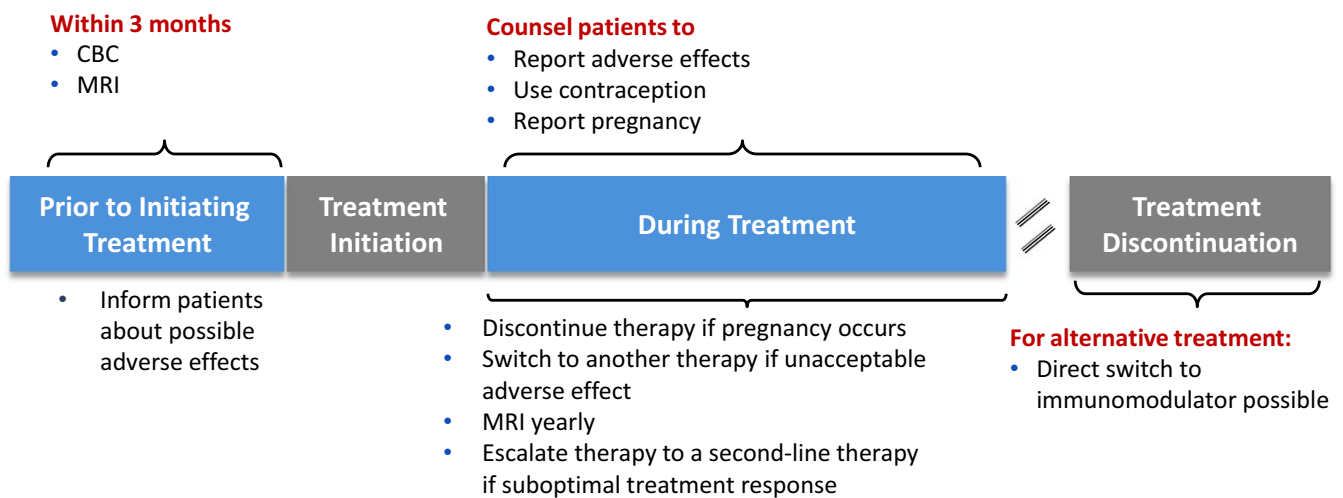 Within 3 months
• CBC
• MRI
Counsel patients to
• Report adverse effects
• Use contraception
• Report pregnancy
Prior to Initiating
Treatment
Treatment
Initiation
During Treatment
Treatment
Discontinuation
• Inform patients
about possible
adverse effects
• Discontinue therapy if pregnancy occurs
• Switch to another therapy if unacceptable
adverse effect
• MRI yearly
• Escalate therapy to a second-line therapy
if suboptimal treatment response
For alternative treatment:
• Direct switch to
immunomodulator possible